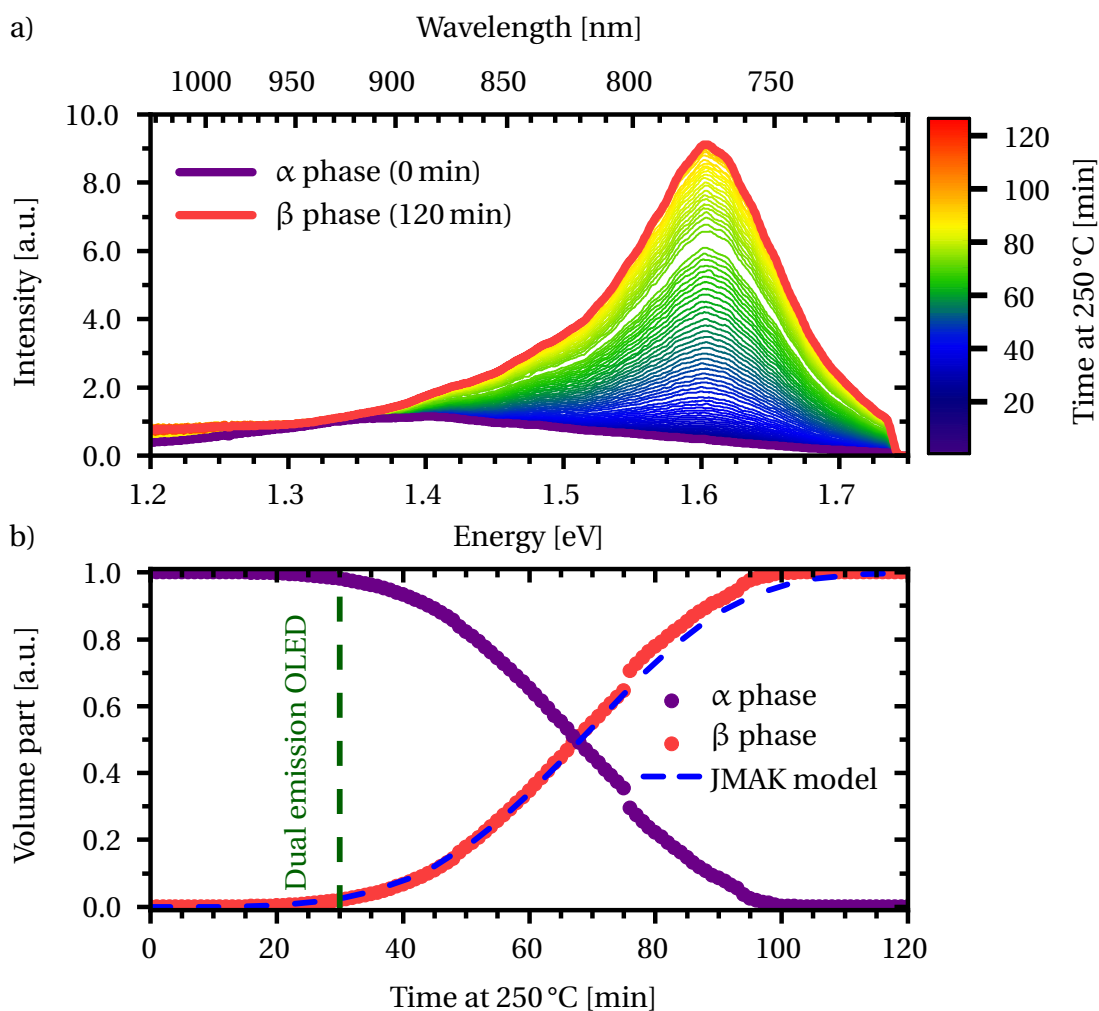 a)
Wavelength [nm]
1000 950 900 850 800 750
10.0
8.0
6.0
4.0
2.0
0.0
Intensity [a.u.]
α phase (0 min)
β phase (120 min)
120
100
80
60
40
20
Time at 250 °C [min]
1.2 1.3 1.4 1.5 1.6 1.7
Energy [eV]
b)
1.0
0.8
0.6
0.4
0.2
0.0
Volume part [a.u.]
Dual emission OLED
α phase
β phase
JMAK model
0 20 40 60 80 100 120
Time at 250 °C [min]